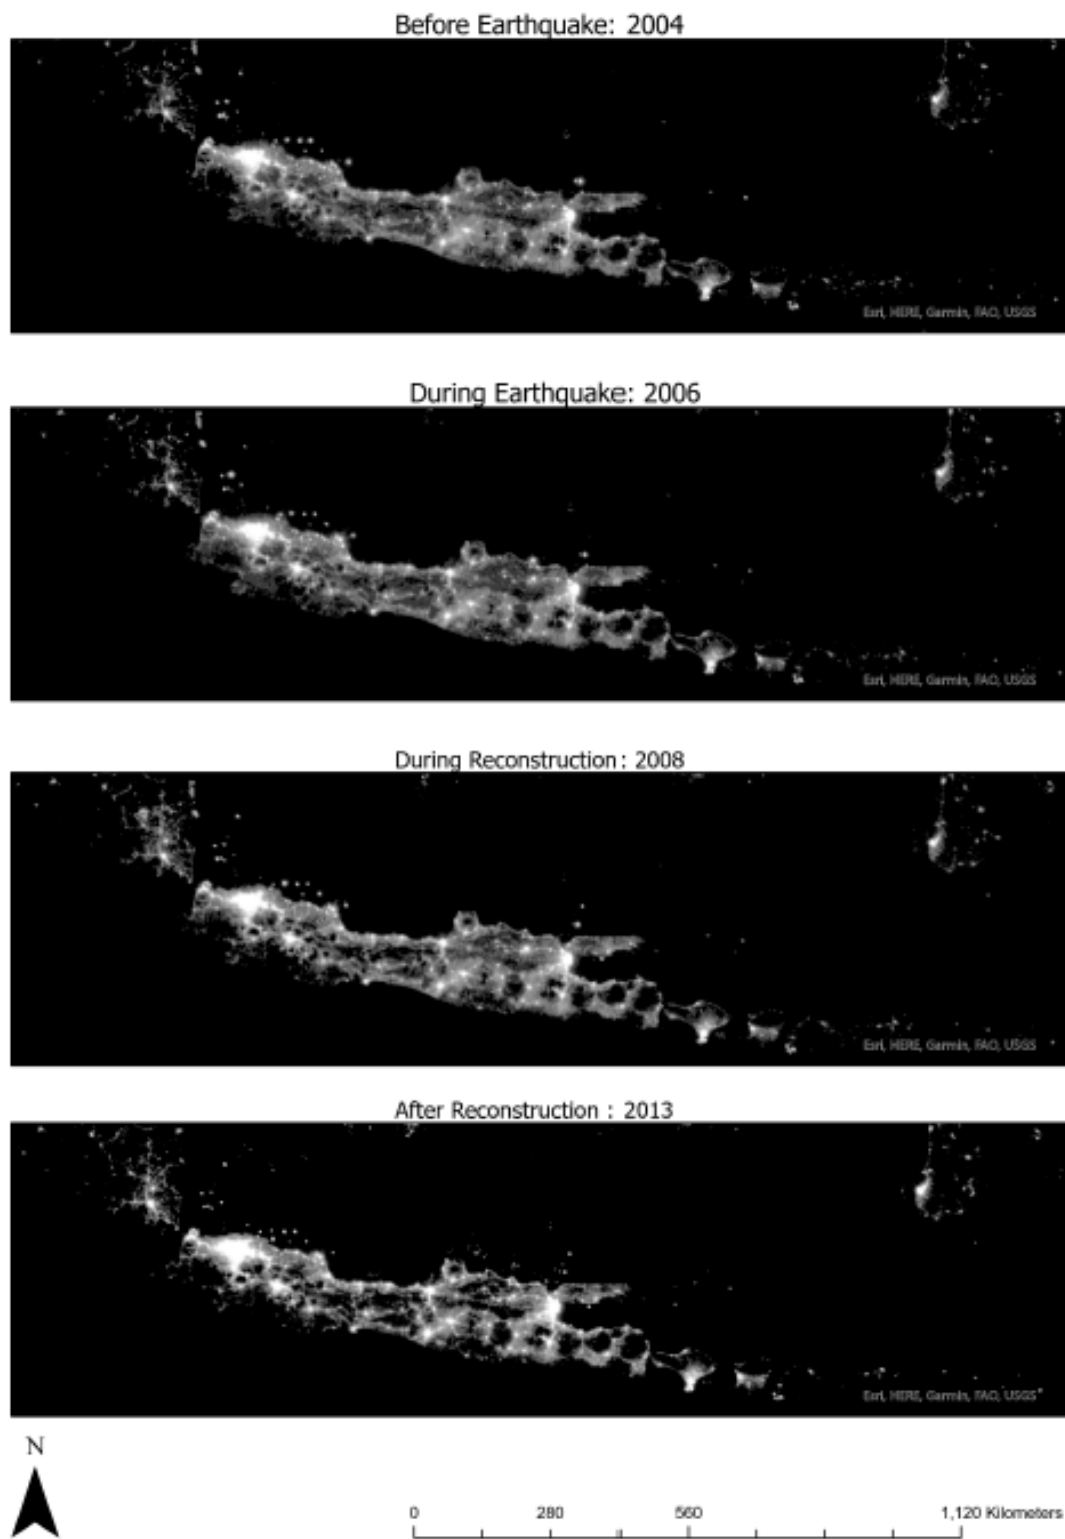 Before Earthquake: 2004
Esri, HERE, Garmin, FAO, USGS
During Earthquake: 2006
Esri, HERE, Garmin, FAO, USGS
During Reconstruction : 2008
Esri, HERE, Garmin, FAO, USGS
After Reconstruction : 2013
Esri, HERE, Garmin, FAO, USGS
N
0 280 560 1,120 Kilometers